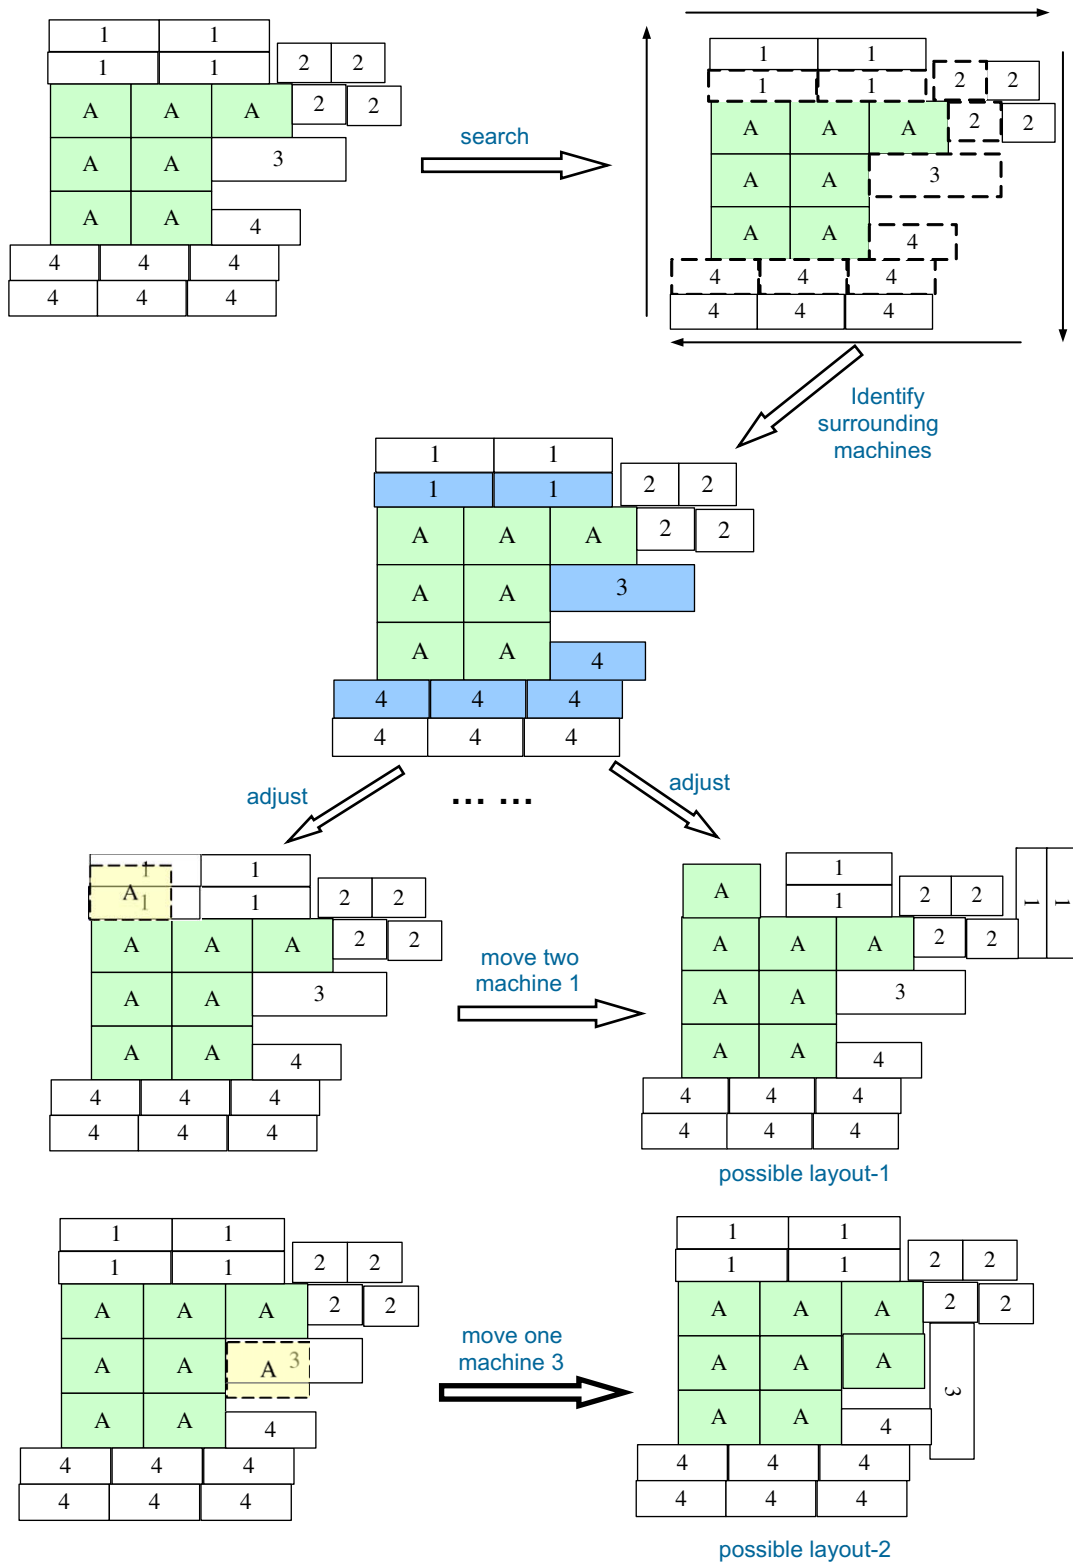 1 1
1 1 2 2
A A A 2 2
A A 3
A A 4
4 4 4
4 4 4
search
1 1
1 1 2 2
A A A 2 2
A A 3
A A 4
4 4 4
4 4 4
Identify
surrounding
machines
1 1
1 1 2 2
A A A 2 2
A A 3
A A 4
4 4 4
4 4 4
adjust
... ...
adjust
1 1
A 1 1 2 2
A A A 2 2
A A 3
A A 4
4 4 4
4 4 4
move two
machine 1
1
A 1 2 2 1 1
A A A 2 2
A A 3
A A 4
4 4 4
4 4 4
possible layout-1
1 1
1 1 2 2
A A A 2 2
A A A 3
A A 4
4 4 4
4 4 4
move one
machine 3
1 1
1 1 2 2
A A A 2 2
A A A 3
A A 4
4 4 4
4 4 4
possible layout-2